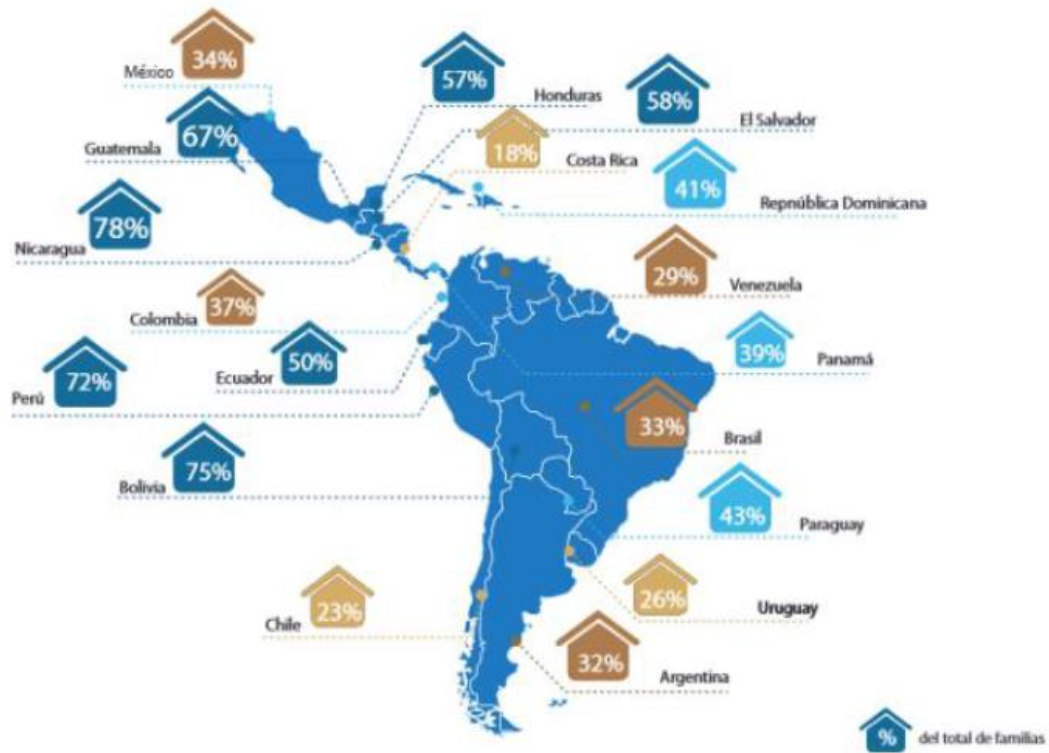 34%
México
57%
Honduras
58%
El Salvador
67%
Guatemala
18%
Costa Rica
41%
Repnública Dominicana
78%
Nicaragua
29%
Venezuela
37%
Colombia
39%
Panamá
50%
Ecuador
72%
Perú
33%
Brasil
75%
Bolivia
43%
Paraguay
23%
Chile
26%
Uruguay
32%
Argentina
% del total de familias